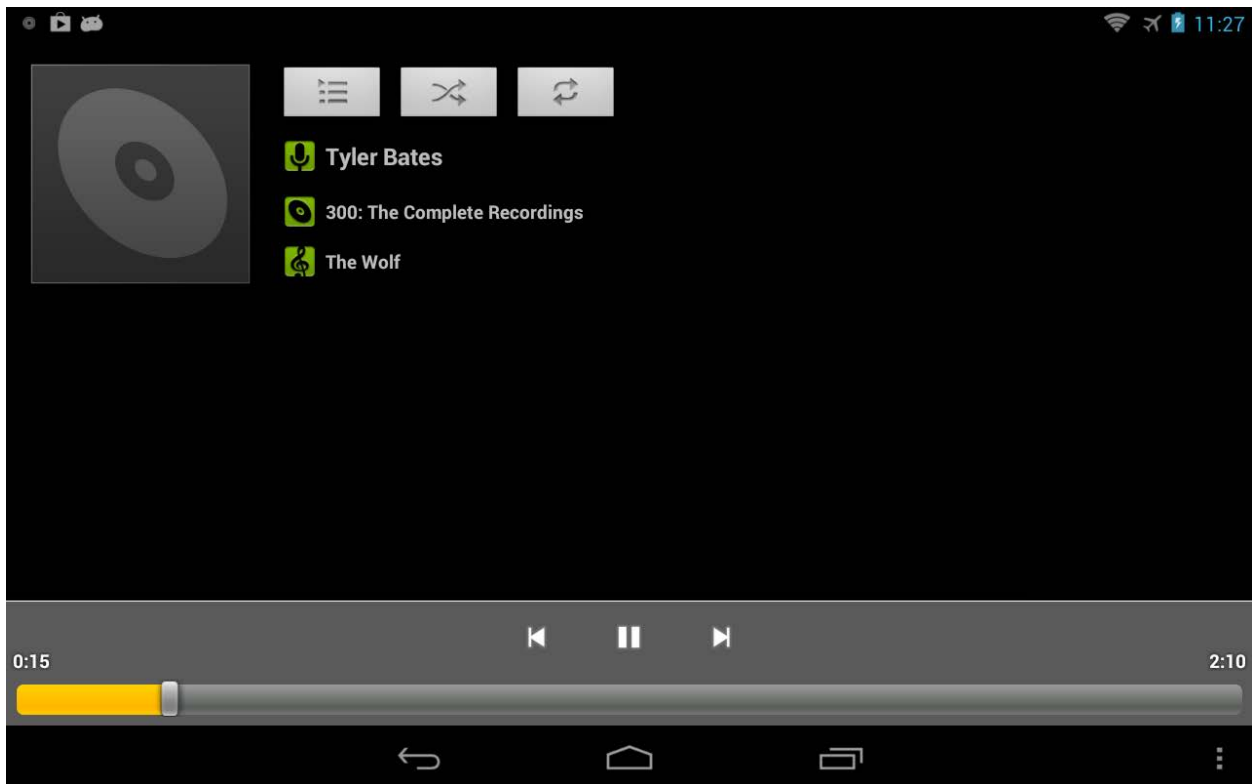 11:27
Tyler Bates
300: The Complete Recordings
The Wolf
0:15
2:10